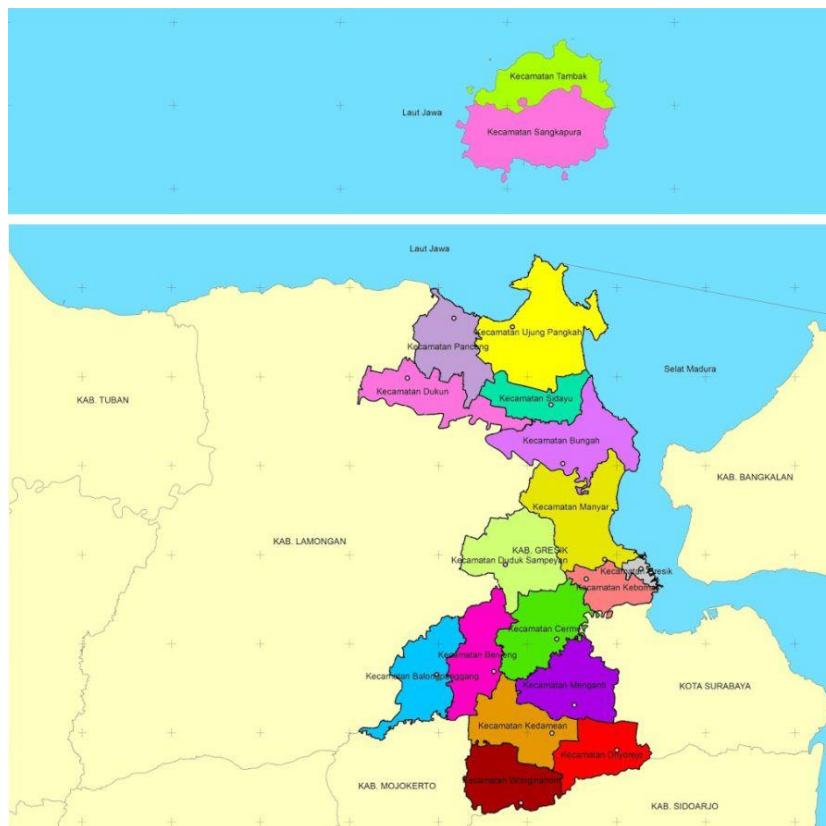 Kecamatan Tambak
Laut Jawa
Kecamatan Sangkapura
Laut Jawa
Kecamatan Ujung Pangkah
Kecamatan Panceng
Selat Madura
KAB. TUBAN
Kecamatan Dukun
Kecamatan Sidayu
Kecamatan Bungah
KAB. BANGKALAN
Kecamatan Manyar
KAB. LAMONGAN
KAB. GRESIK
Kecamatan Duduk Sampeyan
Kecamatan Gresik
Kecamatan Kebomas
Kecamatan Cerme
Kecamatan Benjeng
Kecamatan Balongpanggang
Kecamatan Menganti
KOTA SURABAYA
Kecamatan Kedamean
Kecamatan Driyorejo
Kecamatan Wringinanom
KAB. MOJOKERTO
KAB. SIDOARJO